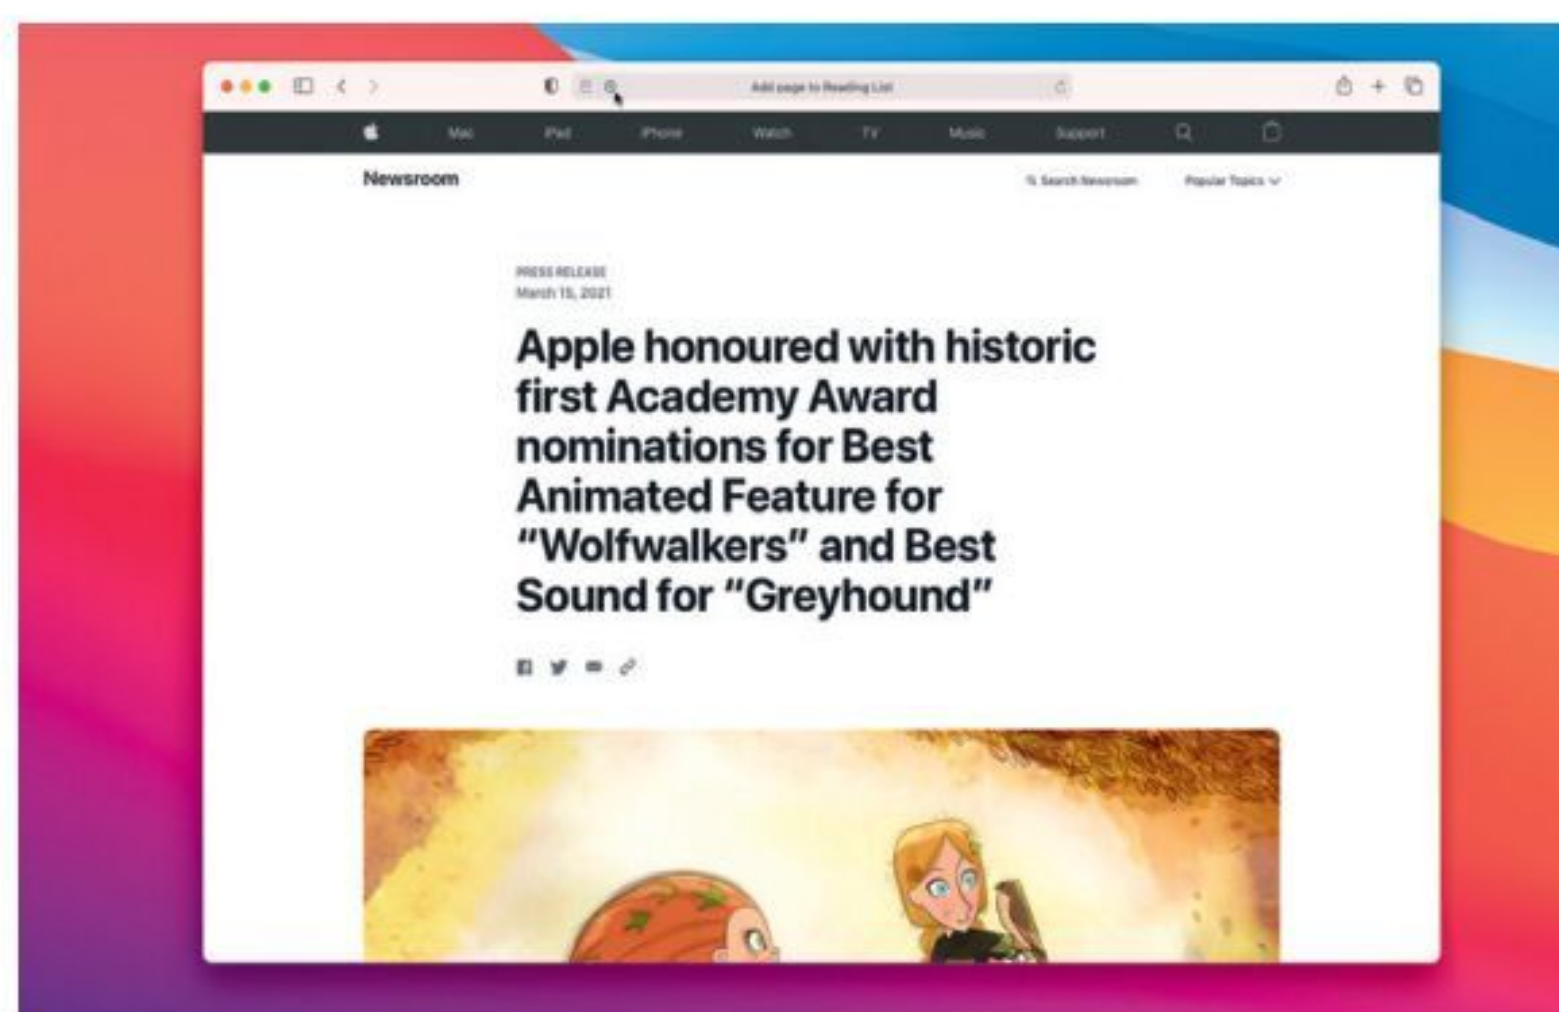 Add page to Reading List
Mac iPad iPhone Watch TV Music Support
Newsroom
Search Newsroom Popular Topics
PRESS RELEASE
March 15, 2021
Apple honoured with historic
first Academy Award
nominations for Best
Animated Feature for
“Wolfwalkers” and Best
Sound for “Greyhound”